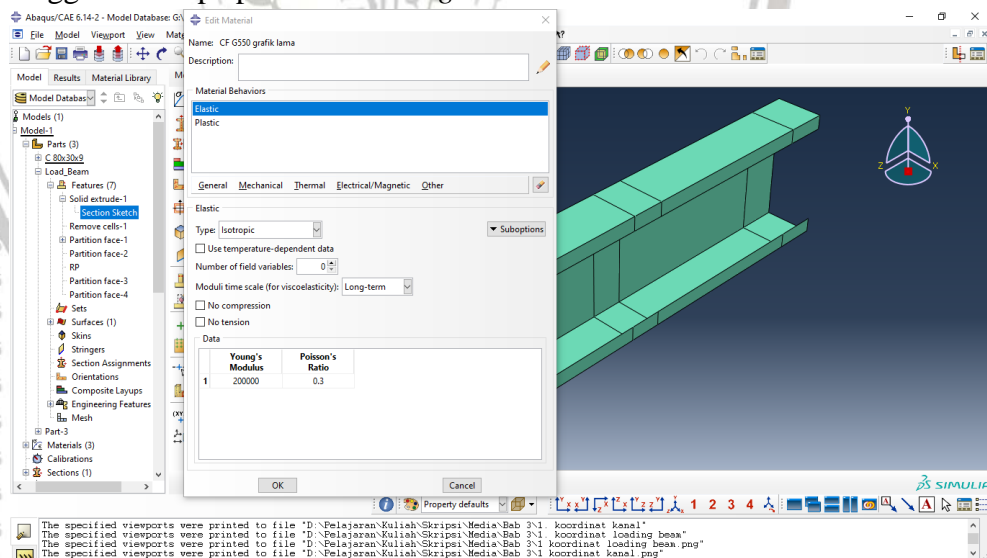 Abaqus/CAE 6.14-2 - Model Database: G:\
Edit Material
File Model Viewport View
Name: CF G550 grafik lama
Description:
Model Results Material Library
Model Databas
Material Behaviors
Elastic
Plastic
Models (1)
Model-1
Parts (3)
C 80x30x9
Load_Beam
Features (7)
Solid extrude-1
Section Sketch
Remove cells-1
Partition face-1
Partition face-2
RP
Partition face-3
Partition face-4
Sets
Surfaces (1)
Skins
Stringers
Section Assignments
Orientations
Composite Layups
Engineering Features
Mesh
Part-3
Materials (3)
Calibrations
Sections (1)
General Mechanical Thermal Electrical/Magnetic Other
Elastic
Type: Isotropic
Suboptions
Use temperature-dependent data
Number of field variables: 0
Moduli time scale (for viscoelasticity): Long-term
No compression
No tension
Data
Young's Modulus Poisson's Ratio
1 200000 0.3
OK Cancel
Y
Z X
SIMULIA
Property defaults
1 2 3 4
The specified viewports were printed to file "D:\Pelajaran\Kuliah\Skripsi\Media\Bab 3\1. koordinat kanal"
The specified viewports were printed to file "D:\Pelajaran\Kuliah\Skripsi\Media\Bab 3\1. koordinat loading beam"
The specified viewports were printed to file "D:\Pelajaran\Kuliah\Skripsi\Media\Bab 3\1 koordinat loading beam.png"
The specified viewports were printed to file "D:\Pelajaran\Kuliah\Skripsi\Media\Bab 3\1 koordinat kanal.png"